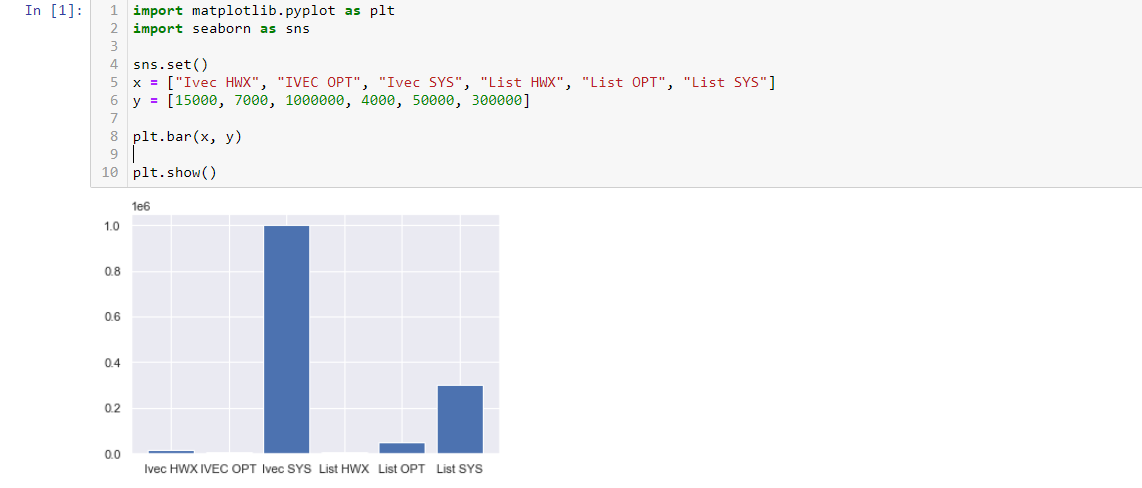 In [1]:
1 import matplotlib.pyplot as plt
2 import seaborn as sns
3
4 sns.set()
5 x = ["Ivec HWX", "IVEC OPT", "Ivec SYS", "List HWX", "List OPT", "List SYS"]
6 y = [15000, 7000, 1000000, 4000, 50000, 300000]
7
8 plt.bar(x, y)
9
10 plt.show()
1e6
1.0
0.8
0.6
0.4
0.2
0.0
Ivec HWX IVEC OPT Ivec SYS List HWX List OPT List SYS